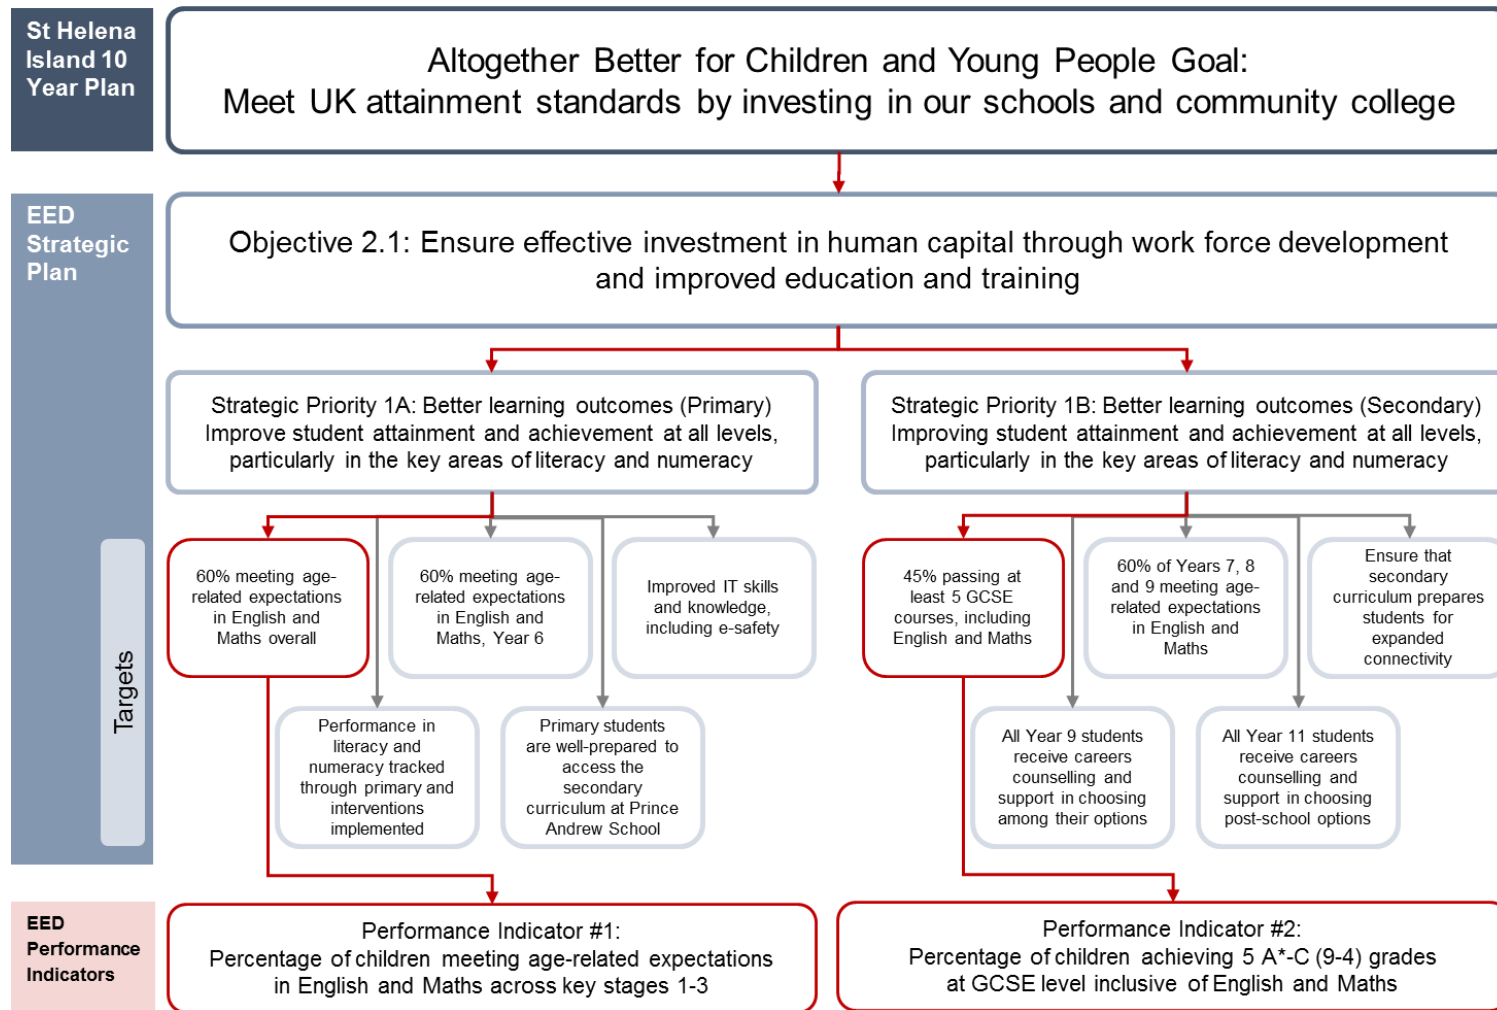 St Helena
Island 10
Year Plan
Altogether Better for Children and Young People Goal:
Meet UK attainment standards by investing in our schools and community college
EED
Strategic
Plan
Objective 2.1: Ensure effective investment in human capital through work force development
and improved education and training
Strategic Priority 1A: Better learning outcomes (Primary)
Improve student attainment and achievement at all levels,
particularly in the key areas of literacy and numeracy
Strategic Priority 1B: Better learning outcomes (Secondary)
Improving student attainment and achievement at all levels,
particularly in the key areas of literacy and numeracy
Targets
60% meeting age-
related expectations
in English and
Maths overall
60% meeting age-
related expectations
in English and
Maths, Year 6
Improved IT skills
and knowledge,
including e-safety
45% passing at
least 5 GCSE
courses, including
English and Maths
60% of Years 7, 8
and 9 meeting age-
related expectations
in English and
Maths
Ensure that
secondary
curriculum prepares
students for
expanded
connectivity
Performance in
literacy and
numeracy tracked
through primary and
interventions
implemented
Primary students
are well-prepared to
access the
secondary
curriculum at Prince
Andrew School
All Year 9 students
receive careers
counselling and
support in choosing
among their options
All Year 11 students
receive careers
counselling and
support in choosing
post-school options
EED
Performance
Indicators
Performance Indicator #1:
Percentage of children meeting age-related expectations
in English and Maths across key stages 1-3
Performance Indicator #2:
Percentage of children achieving 5 A*-C (9-4) grades
at GCSE level inclusive of English and Maths